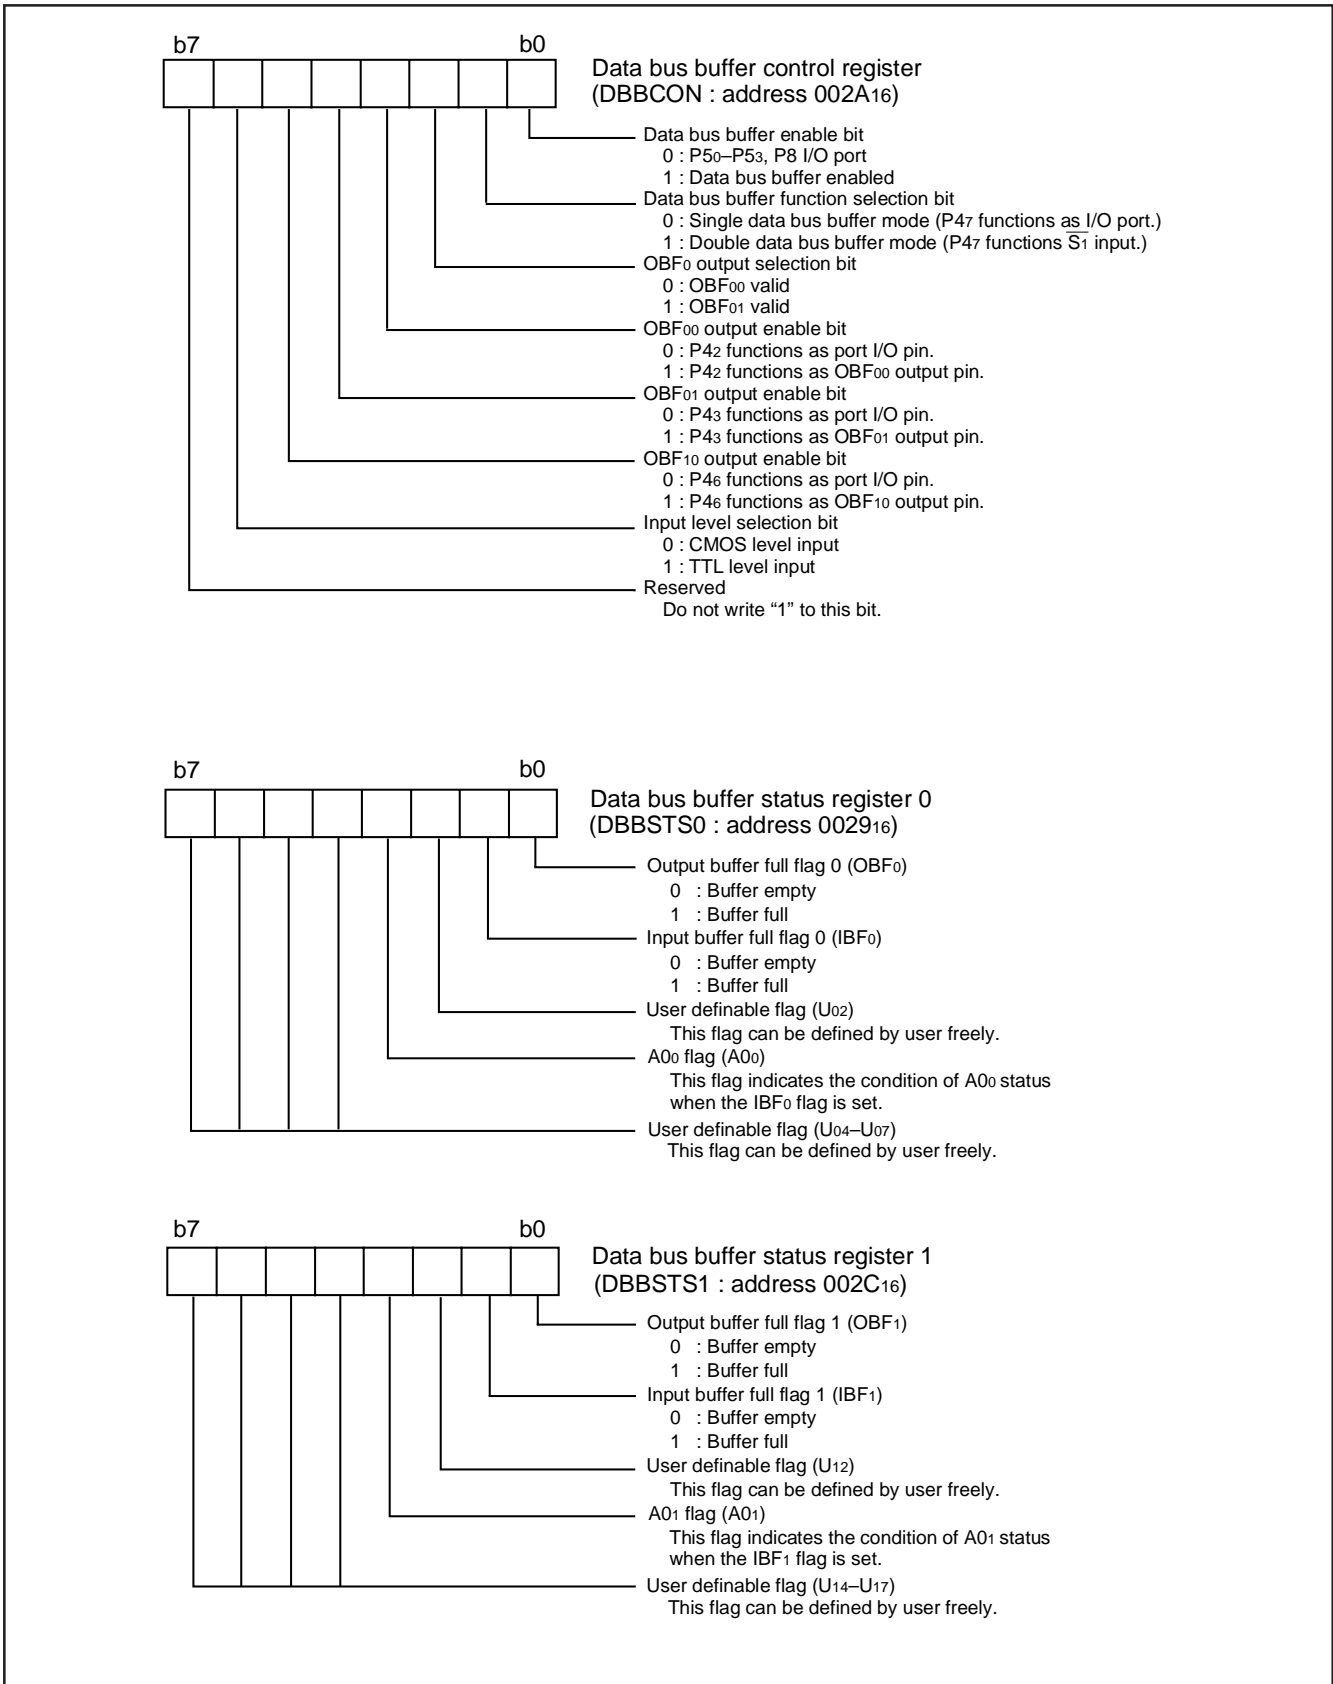 b7 b0
Data bus buffer control register
(DBBCON : address 002A16)
Data bus buffer enable bit
0 : P50–P53, P8 I/O port
1 : Data bus buffer enabled
Data bus buffer function selection bit
0 : Single data bus buffer mode (P47 functions as I/O port.)
1 : Double data bus buffer mode (P47 functions S̅1 input.)
OBF0 output selection bit
0 : OBF00 valid
1 : OBF01 valid
OBF00 output enable bit
0 : P42 functions as port I/O pin.
1 : P42 functions as OBF00 output pin.
OBF01 output enable bit
0 : P43 functions as port I/O pin.
1 : P43 functions as OBF01 output pin.
OBF10 output enable bit
0 : P46 functions as port I/O pin.
1 : P46 functions as OBF10 output pin.
Input level selection bit
0 : CMOS level input
1 : TTL level input
Reserved
Do not write “1” to this bit.
b7 b0
Data bus buffer status register 0
(DBBSTS0 : address 002916)
Output buffer full flag 0 (OBF0)
0 : Buffer empty
1 : Buffer full
Input buffer full flag 0 (IBF0)
0 : Buffer empty
1 : Buffer full
User definable flag (U02)
This flag can be defined by user freely.
A00 flag (A00)
This flag indicates the condition of A00 status
when the IBF0 flag is set.
User definable flag (U04–U07)
This flag can be defined by user freely.
b7 b0
Data bus buffer status register 1
(DBBSTS1 : address 002C16)
Output buffer full flag 1 (OBF1)
0 : Buffer empty
1 : Buffer full
Input buffer full flag 1 (IBF1)
0 : Buffer empty
1 : Buffer full
User definable flag (U12)
This flag can be defined by user freely.
A01 flag (A01)
This flag indicates the condition of A01 status
when the IBF1 flag is set.
User definable flag (U14–U17)
This flag can be defined by user freely.